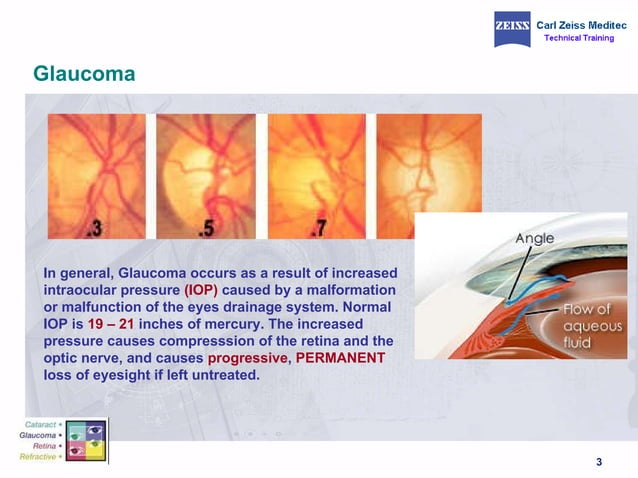 ZEISS
Carl Zeiss Meditec
Technical Training
Glaucoma
.3
.5
.7
Angle
Flow of
aqueous
fluid
In general, Glaucoma occurs as a result of increased
intraocular pressure (IOP) caused by a malformation
or malfunction of the eyes drainage system. Normal
IOP is 19 – 21 inches of mercury. The increased
pressure causes compresssion of the retina and the
optic nerve, and causes progressive, PERMANENT
loss of eyesight if left untreated.
Cataract •
Glaucoma •
Retina •
Refractive •
3